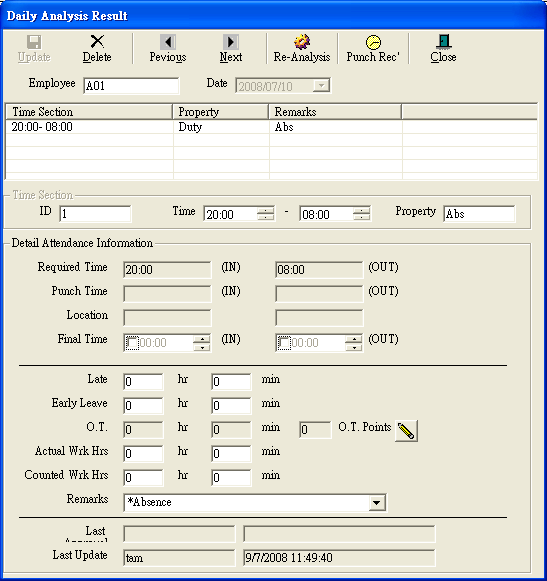 Daily Analysis Result
Update Delete Pevious Next Re-Analysis Punch Rec' Close
Employee A01 Date 2008/07/10
Time Section Property Remarks
20:00- 08:00 Duty Abs
Time Section
ID 1 Time 20:00 - 08:00 Property Abs
Detail Attendance Information
Required Time 20:00 (IN) 08:00 (OUT)
Punch Time (IN) (OUT)
Location
Final Time 00:00 (IN) 00:00 (OUT)
Late 0 hr 0 min
Early Leave 0 hr 0 min
O.T. 0 hr 0 min 0 O.T. Points
Actual Wrk Hrs 0 hr 0 min
Counted Wrk Hrs 0 hr 0 min
Remarks *Absence
Last
Last Update tam 9/7/2008 11:49:40